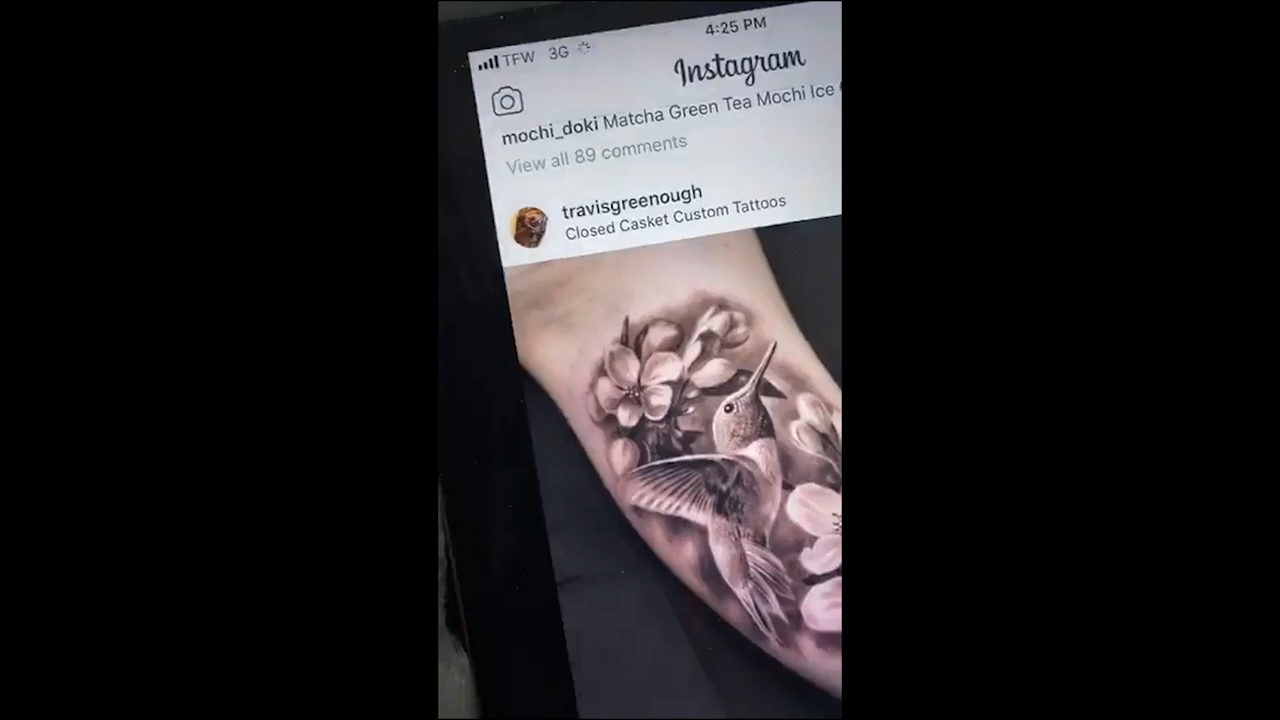 TFW 3G 4:25 PM
Instagram
mochi_doki Matcha Green Tea Mochi Ice
View all 89 comments
travisgreenough
Closed Casket Custom Tattoos